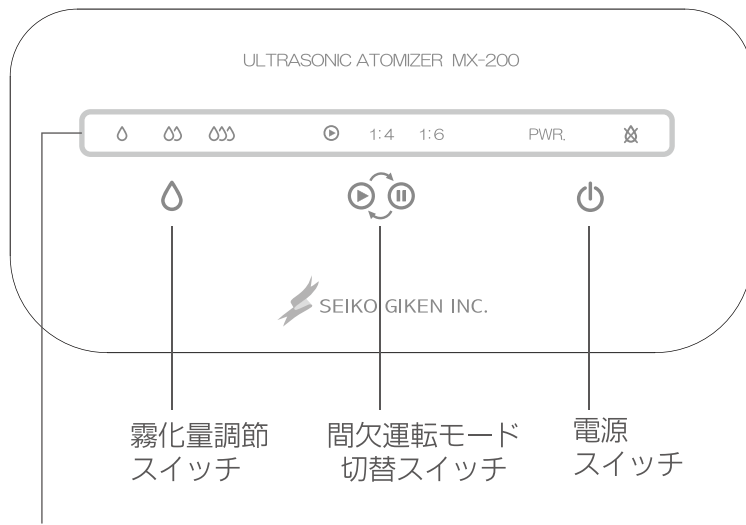 ULTRASONIC ATOMIZER MX-200
1:4 1:6 PWR.
SEIKO GIKEN INC.
霧化量調節
スイッチ
間欠運転モード
切替スイッチ
電源
スイッチ